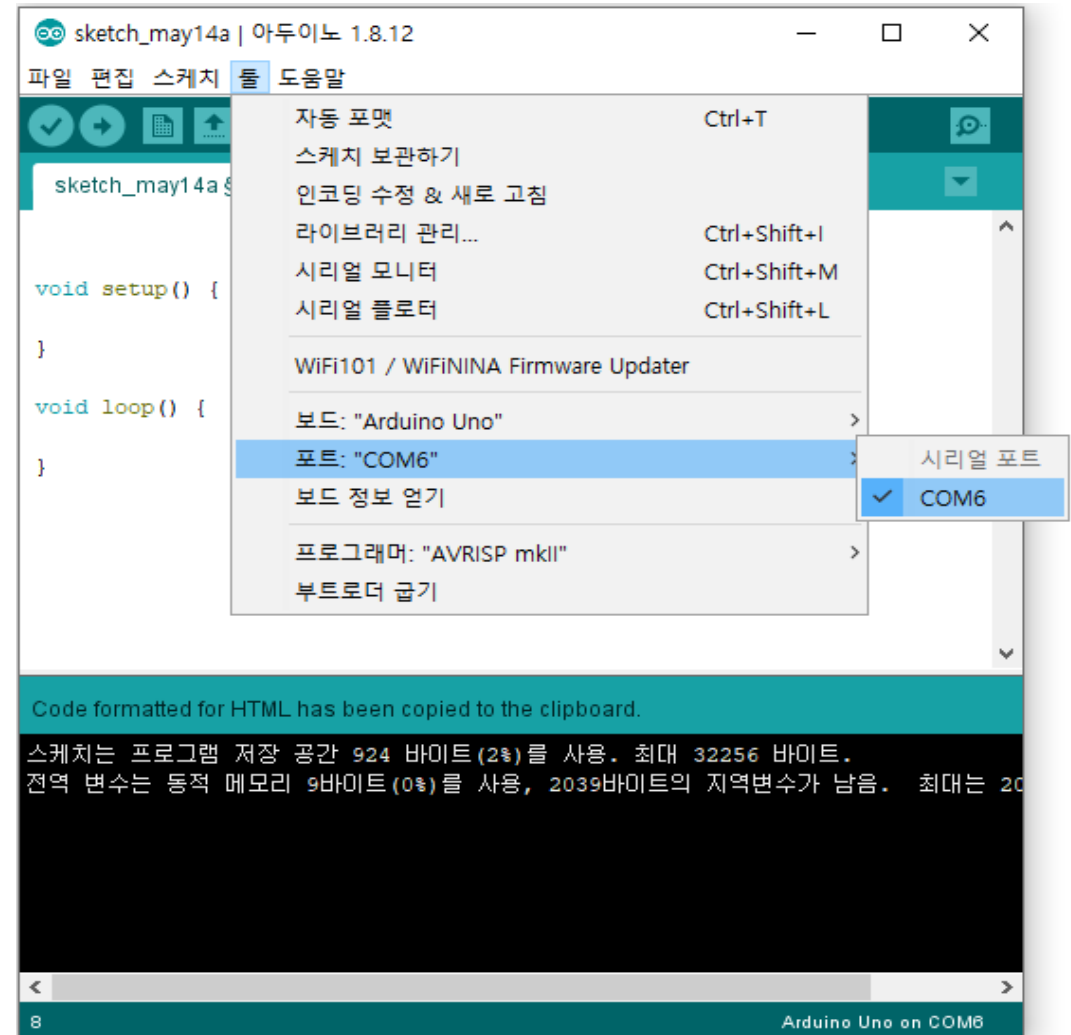 sketch_may14a | 아두이노 1.8.12
파일 편집 스케치 툴 도움말
sketch_may14a §
자동 포맷 Ctrl+T
스케치 보관하기
인코딩 수정 & 새로 고침
라이브러리 관리... Ctrl+Shift+I
시리얼 모니터 Ctrl+Shift+M
시리얼 플로터 Ctrl+Shift+L
WiFi101 / WiFiNINA Firmware Updater
보드: "Arduino Uno"
포트: "COM6"
보드 정보 얻기
프로그래머: "AVRISP mkII"
부트로더 굽기
시리얼 포트
COM6
void setup() {
}
void loop() {
}
Code formatted for HTML has been copied to the clipboard.
스케치는 프로그램 저장 공간 924 바이트(2%)를 사용. 최대 32256 바이트.
전역 변수는 동적 메모리 9바이트(0%)를 사용, 2039바이트의 지역변수가 남음. 최대는 20
8
Arduino Uno on COM6